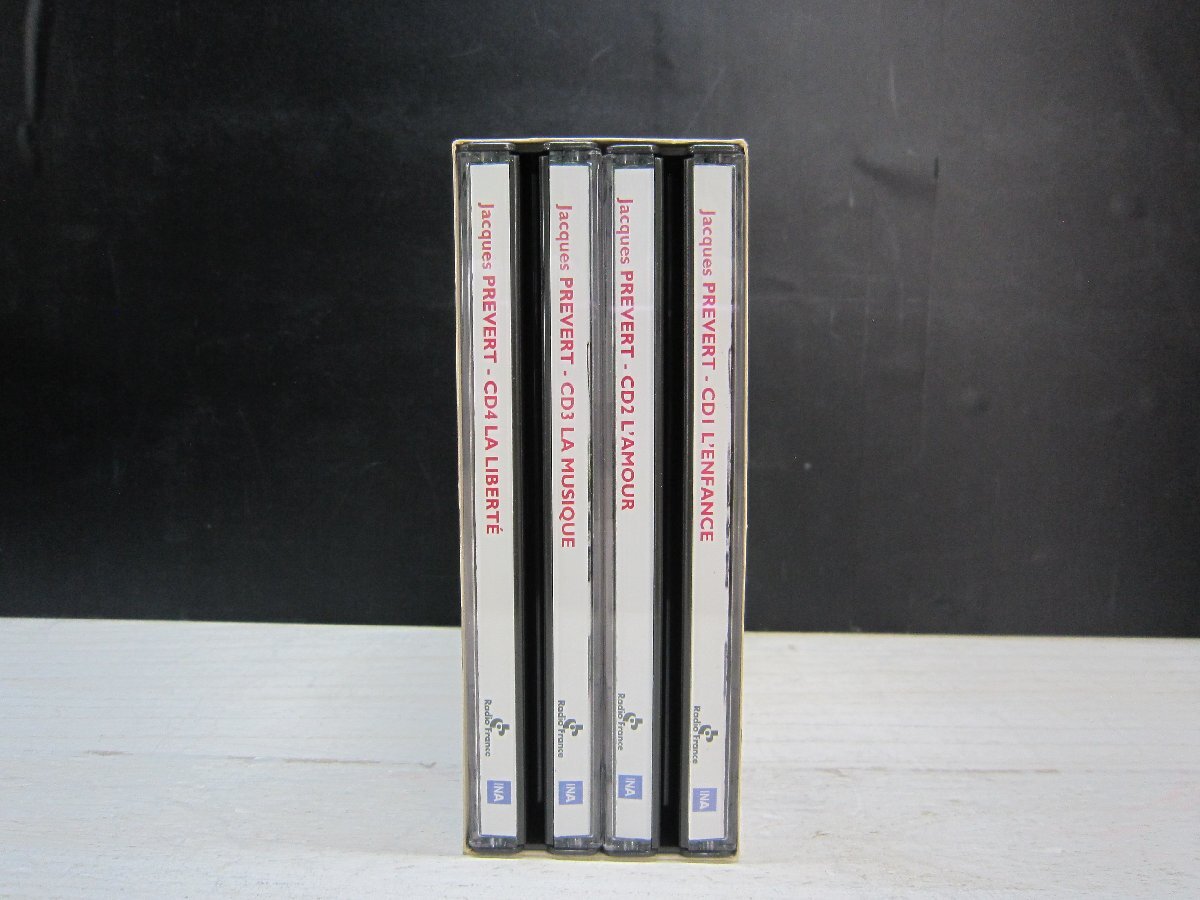 Jacques PREVERT - CD4 LA LIBERTÉ
Radio France
INA
Jacques PREVERT - CD3 LA MUSIQUE
Radio France
INA
Jacques PREVERT - CD2 L'AMOUR
Radio France
INA
Jacques PREVERT - CD1 L'ENFANCE
Radio France
INA